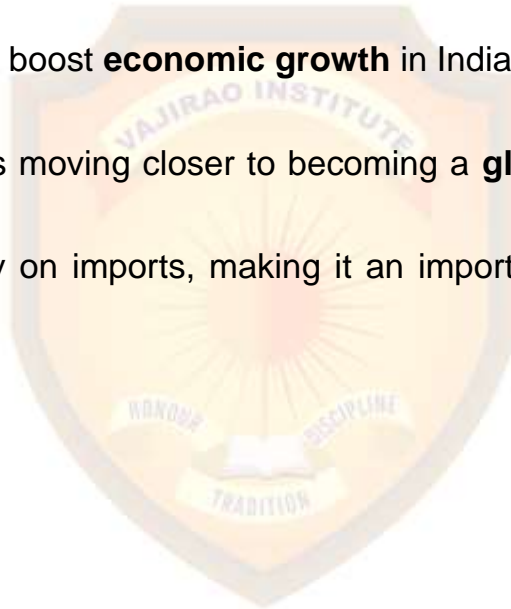 boost economic growth in India
VAJIRAO INSTITUTE
s moving closer to becoming a gl
y on imports, making it an import
HONOUR
DISCIPLINE
TRADITION